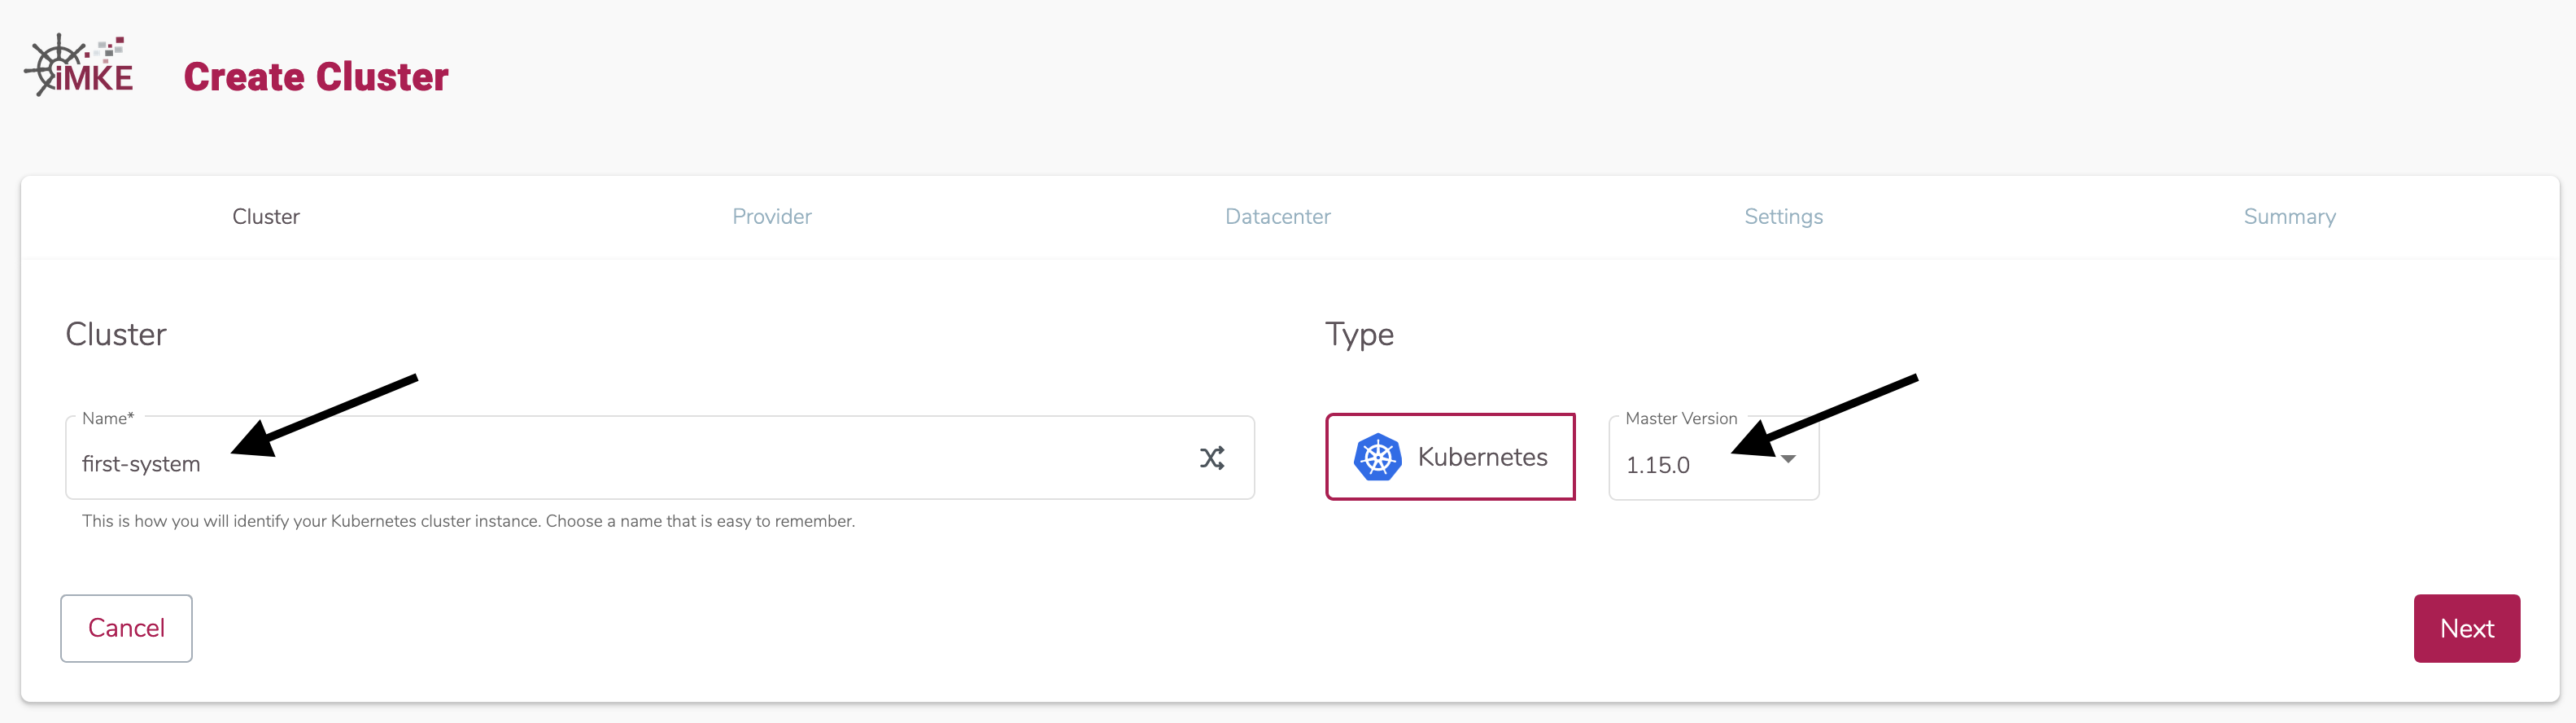 iMKE
Create Cluster
Cluster Provider Datacenter Settings Summary
Cluster
Name*
first-system
This is how you will identify your Kubernetes cluster instance. Choose a name that is easy to remember.
Type
Kubernetes
Master Version
1.15.0
Cancel
Next